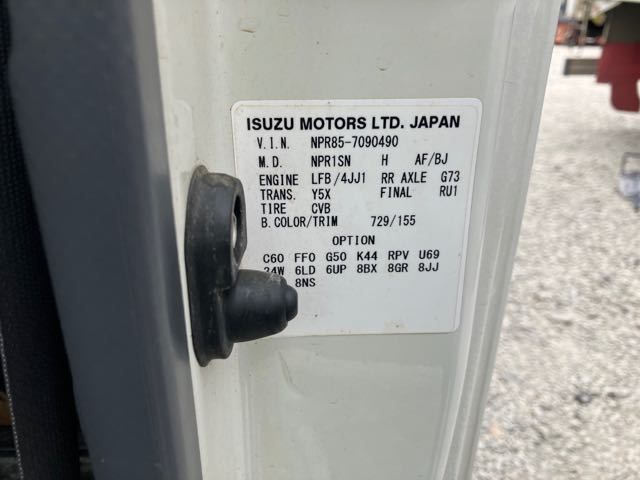 ISUZU MOTORS LTD. JAPAN
V.I.N. NPR85-7090490
M.D. NPR1SN H AF/BJ
ENGINE LFB/4JJ1 RR AXLE G73
TRANS. Y5X FINAL RU1
TIRE CVB
B.COLOR/TRIM 729/155
OPTION
C60 FF0 G50 K44 RPV U69
6LD 6UP 8BX 8GR 8JJ
8NS